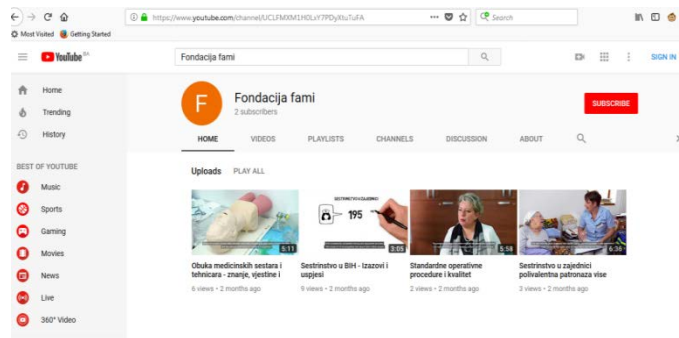 https://www.youtube.com/channel/UCLFMXM1H0LxY7PDyXtuTuFA
Search
Most Visited Getting Started
YouTube BA
Fondacija fami
SIGN IN
Home
Trending
History
BEST OF YOUTUBE
Music
Sports
Gaming
Movies
News
Live
360° Video
F
Fondacija fami
2 subscribers
SUBSCRIBE
HOME VIDEOS PLAYLISTS CHANNELS DISCUSSION ABOUT
Uploads PLAY ALL
5:11
SESTRINSTVO U ZAJEDNICI
195
3:05
5:58
6:36
Obuka medicinskih sestara i
tehnicara - znanje, vjestine i
6 views • 2 months ago
Sestrinstvo u BIH - Izazovi i
uspjesi
9 views • 2 months ago
Standardne operativne
procedure i kvalitet
2 views • 2 months ago
Sestrinstvo u zajednici
polivalentna patronaza vise
3 views • 2 months ago